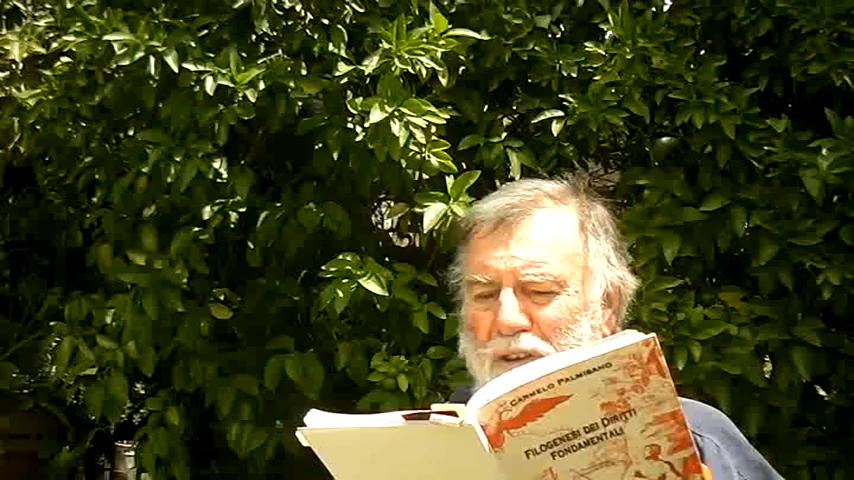 CARMELO PALMISANO
FILOGENESI DEI DIRITTI
FONDAMENTALI